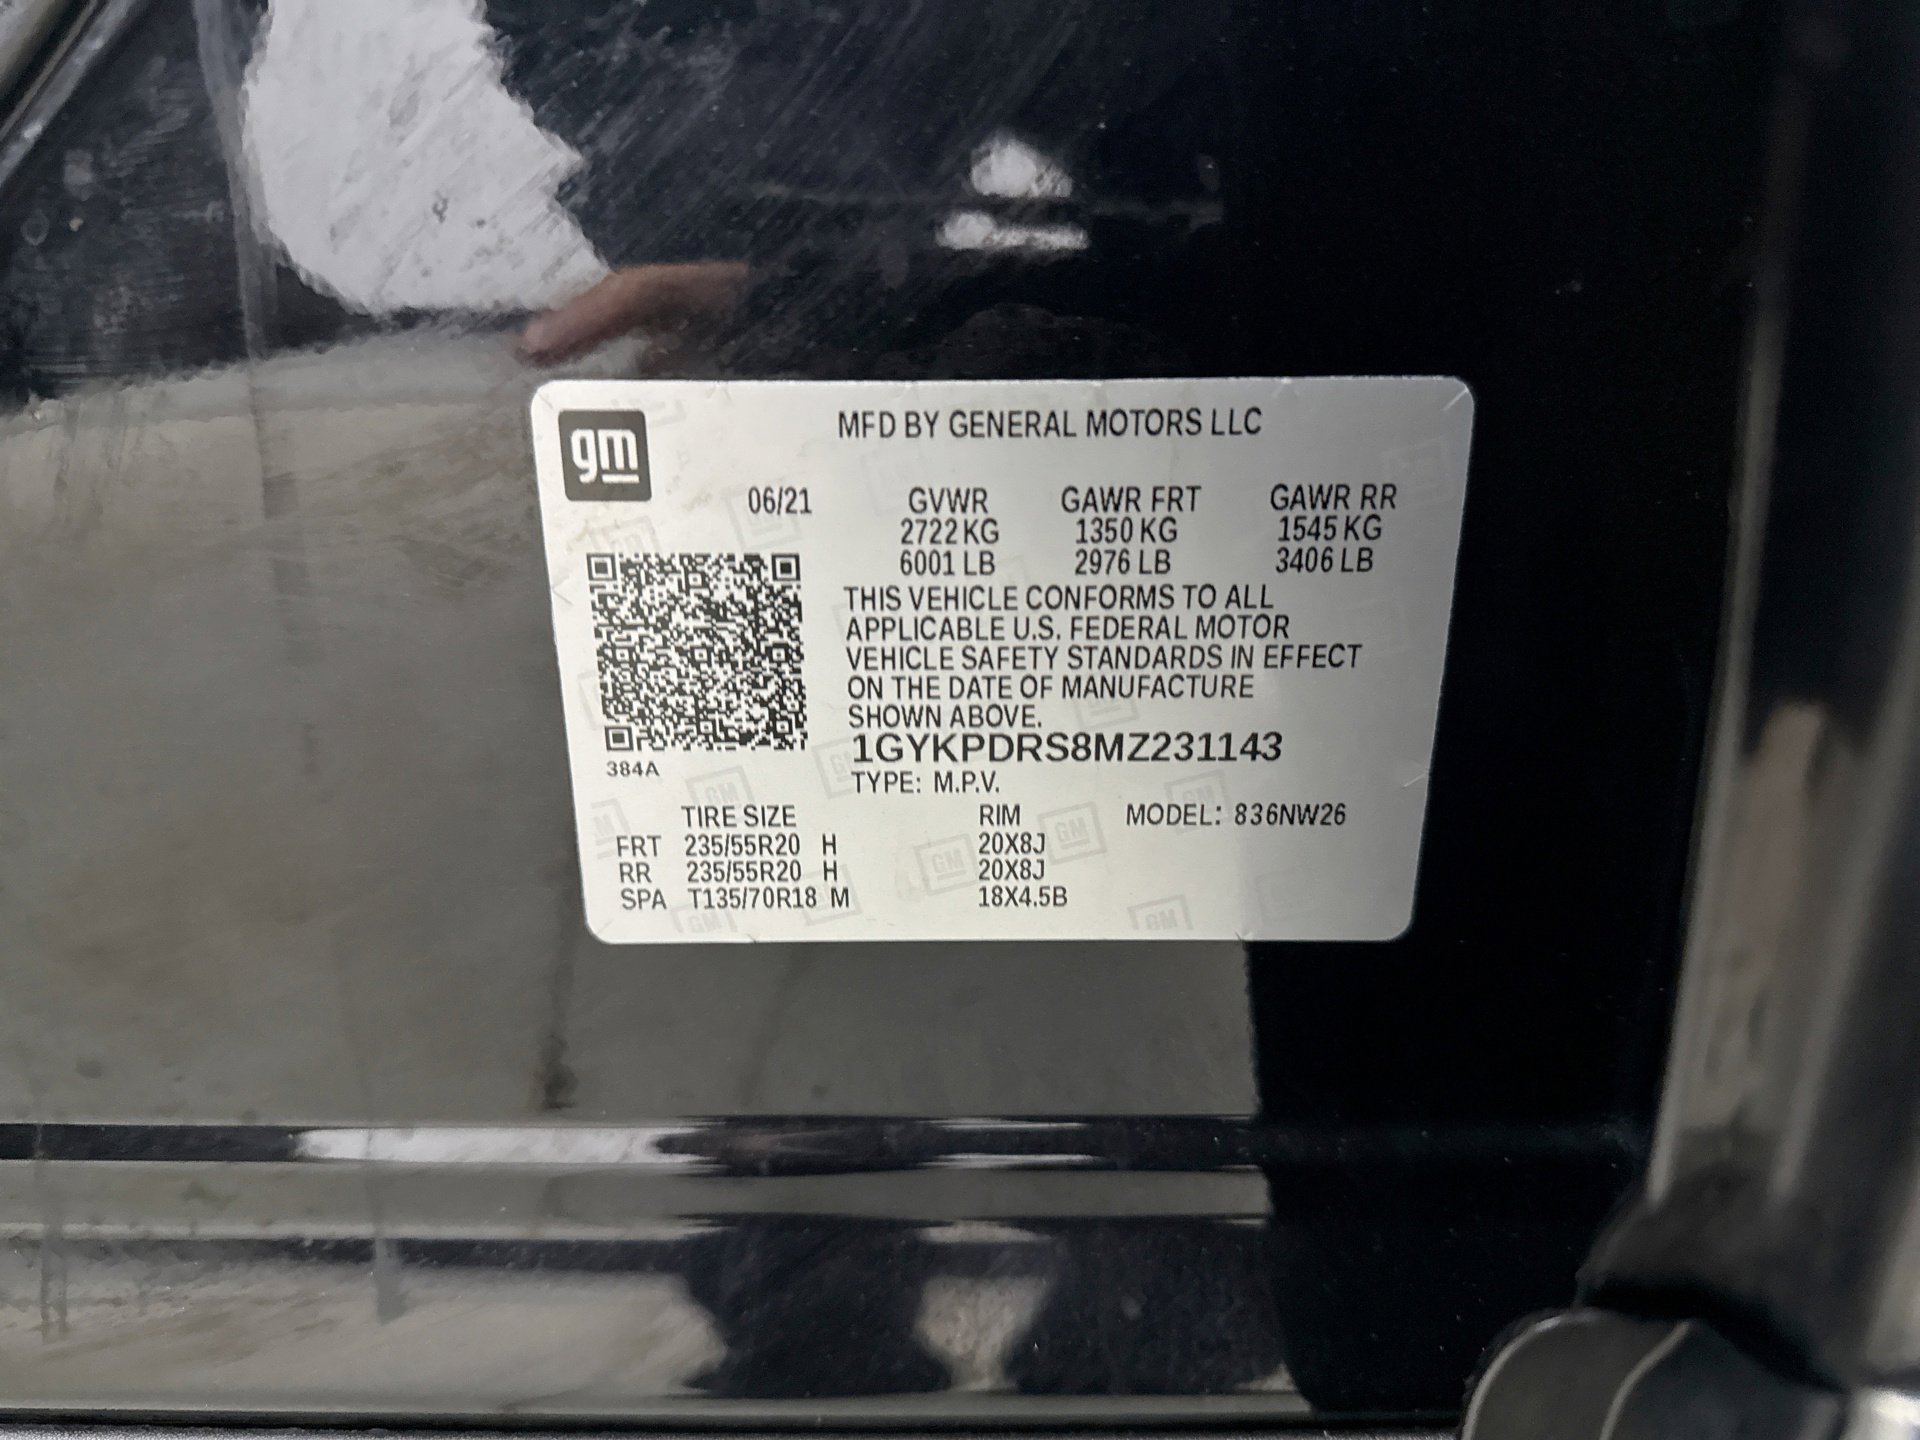 gm
MFD BY GENERAL MOTORS LLC
06/21 GVWR GAWR FRT GAWR RR
2722 KG 1350 KG 1545 KG
6001 LB 2976 LB 3406 LB
THIS VEHICLE CONFORMS TO ALL
APPLICABLE U.S. FEDERAL MOTOR
VEHICLE SAFETY STANDARDS IN EFFECT
ON THE DATE OF MANUFACTURE
SHOWN ABOVE.
1GYKPDRS8MZ231143
384A
TYPE: M.P.V.
TIRE SIZE RIM MODEL: 836NW26
FRT 235/55R20 H 20X8J
RR 235/55R20 H 20X8J
SPA T135/70R18 M 18X4.5B